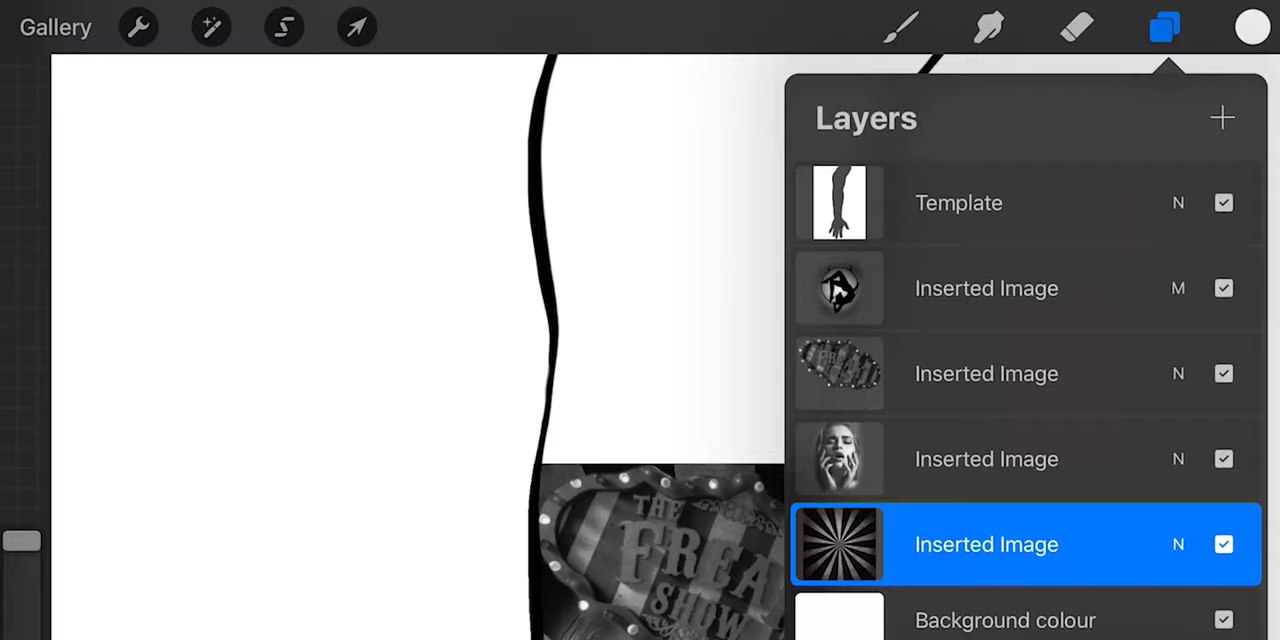 Gallery
Layers
Template N
Inserted Image M
Inserted Image N
Inserted Image N
Inserted Image N
Background colour
THE
FREA
SHOW